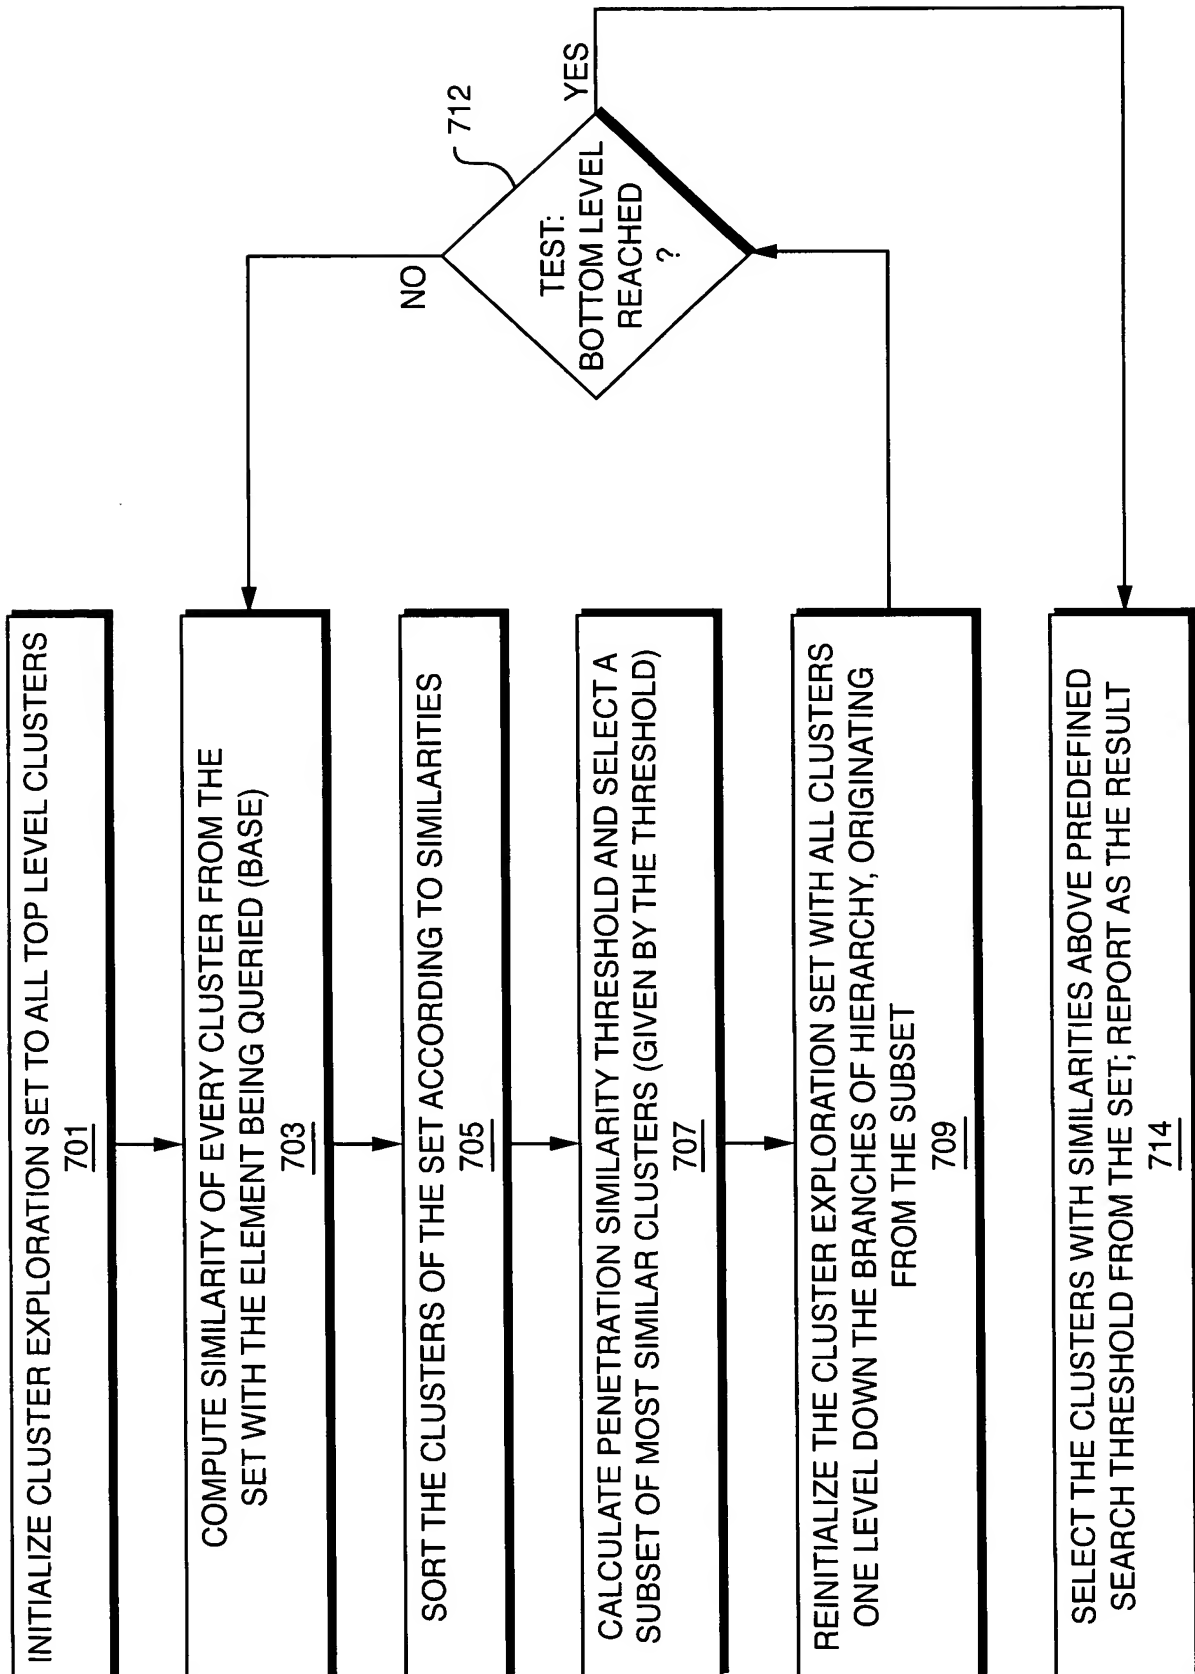 INITIALIZE CLUSTER EXPLORATION SET TO ALL TOP LEVEL CLUSTERS
701
COMPUTE SIMILARITY OF EVERY CLUSTER FROM THE
SET WITH THE ELEMENT BEING QUERIED (BASE)
703
SORT THE CLUSTERS OF THE SET ACCORDING TO SIMILARITIES
705
CALCULATE PENETRATION SIMILARITY THRESHOLD AND SELECT A
SUBSET OF MOST SIMILAR CLUSTERS (GIVEN BY THE THRESHOLD)
707
REINITIALIZE THE CLUSTER EXPLORATION SET WITH ALL CLUSTERS
ONE LEVEL DOWN THE BRANCHES OF HIERARCHY, ORIGINATING
FROM THE SUBSET
709
NO
712
TEST:
BOTTOM LEVEL
REACHED
?
YES
SELECT THE CLUSTERS WITH SIMILARITIES ABOVE PREDEFINED
SEARCH THRESHOLD FROM THE SET; REPORT AS THE RESULT
714